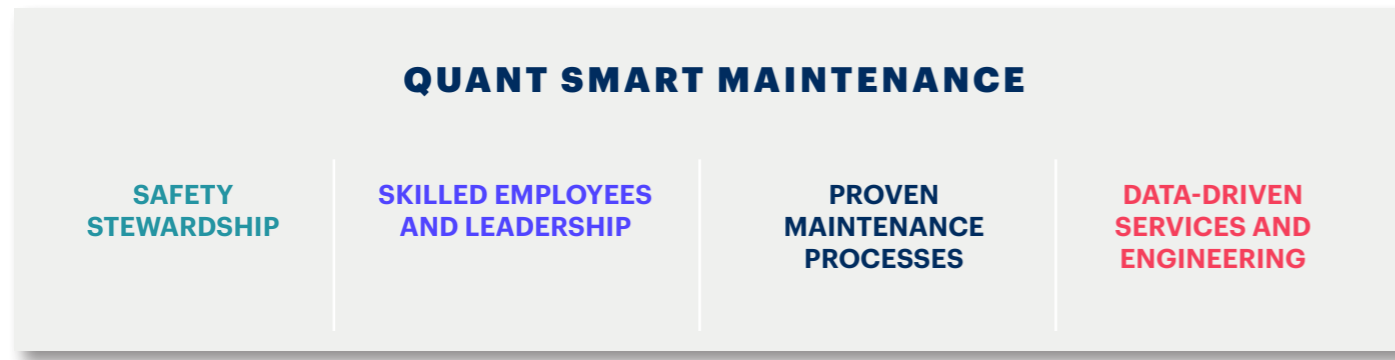 QUANT SMART MAINTENANCE
SAFETY
STEWARDSHIP
SKILLED EMPLOYEES
AND LEADERSHIP
PROVEN
MAINTENANCE
PROCESSES
DATA-DRIVEN
SERVICES AND
ENGINEERING